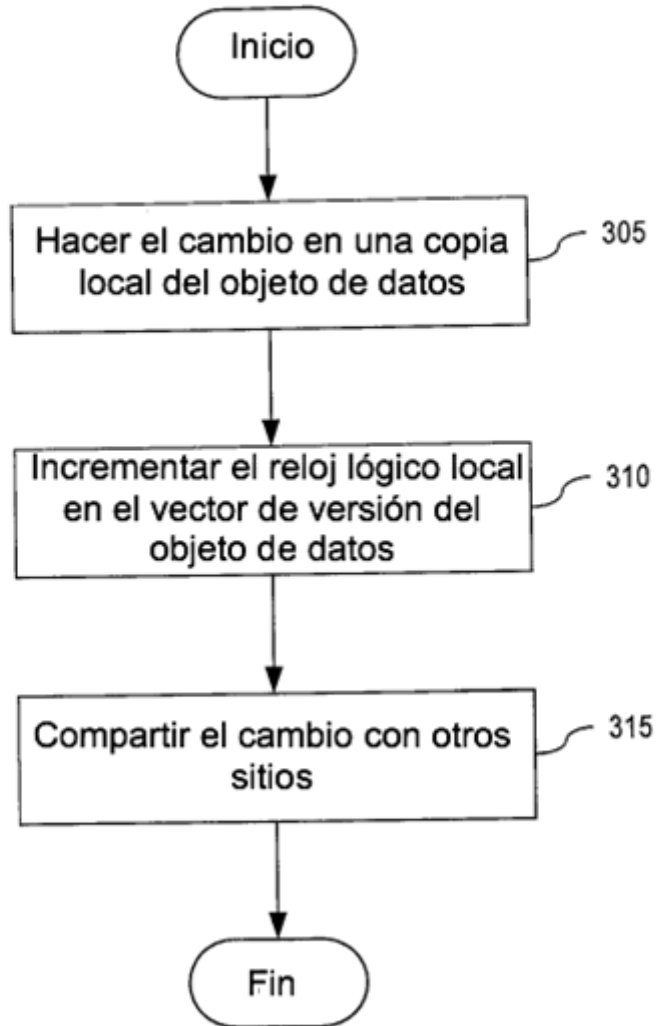 Inicio
Hacer el cambio en una copia
local del objeto de datos
305
Incrementar el reloj lógico local
en el vector de versión del
objeto de datos
310
Compartir el cambio con otros
sitios
315
Fin